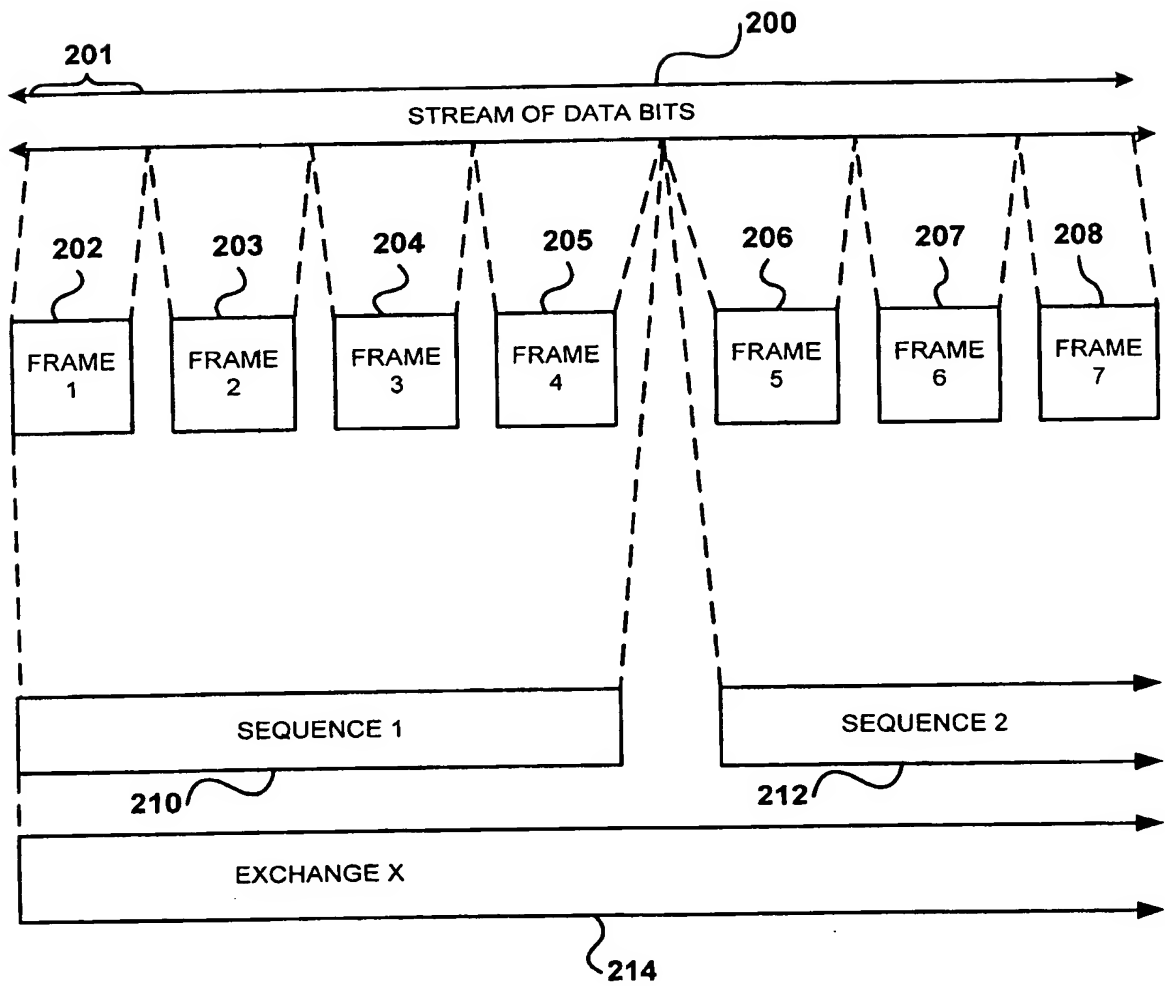 200
201
STREAM OF DATA BITS
202
203
204
205
206
207
208
FRAME
1
FRAME
2
FRAME
3
FRAME
4
FRAME
5
FRAME
6
FRAME
7
SEQUENCE 1
SEQUENCE 2
210
212
EXCHANGE X
214